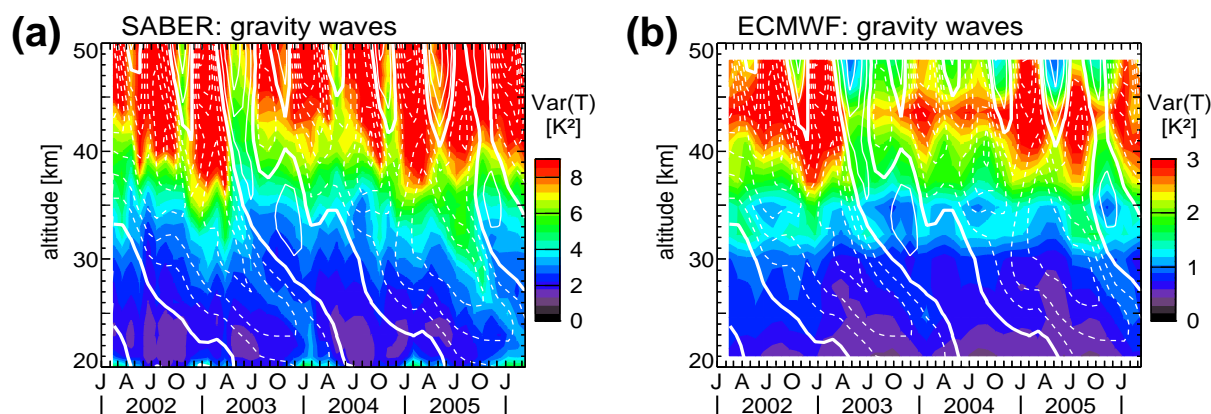 (a) SABER: gravity waves
50
40
30
20
altitude [km]
J A J O J A J O J A J O J A J O J
| 2002 | 2003 | 2004 | 2005 |
Var(T)
[K²]
8
6
4
2
0
(b) ECMWF: gravity waves
50
40
30
20
altitude [km]
J A J O J A J O J A J O J A J O J
| 2002 | 2003 | 2004 | 2005 |
Var(T)
[K²]
3
2
1
0